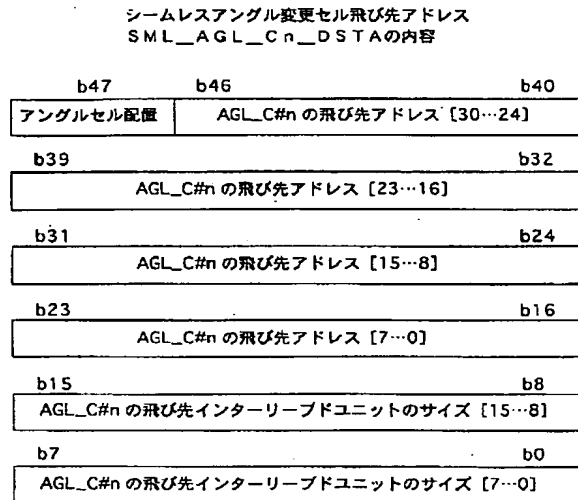 シームレスアングル変更セル飛び先アドレス
SML_AGL_Cn_DSTAの内容
b47 b46 b40
アングルセル配置 AGL_C#n の飛び先アドレス [30…24]
b39 b32
AGL_C#n の飛び先アドレス [23…16]
b31 b24
AGL_C#n の飛び先アドレス [15…8]
b23 b16
AGL_C#n の飛び先アドレス [7…0]
b15 b8
AGL_C#n の飛び先インターリーブドユニットのサイズ [15…8]
b7 b0
AGL_C#n の飛び先インターリーブドユニットのサイズ [7…0]